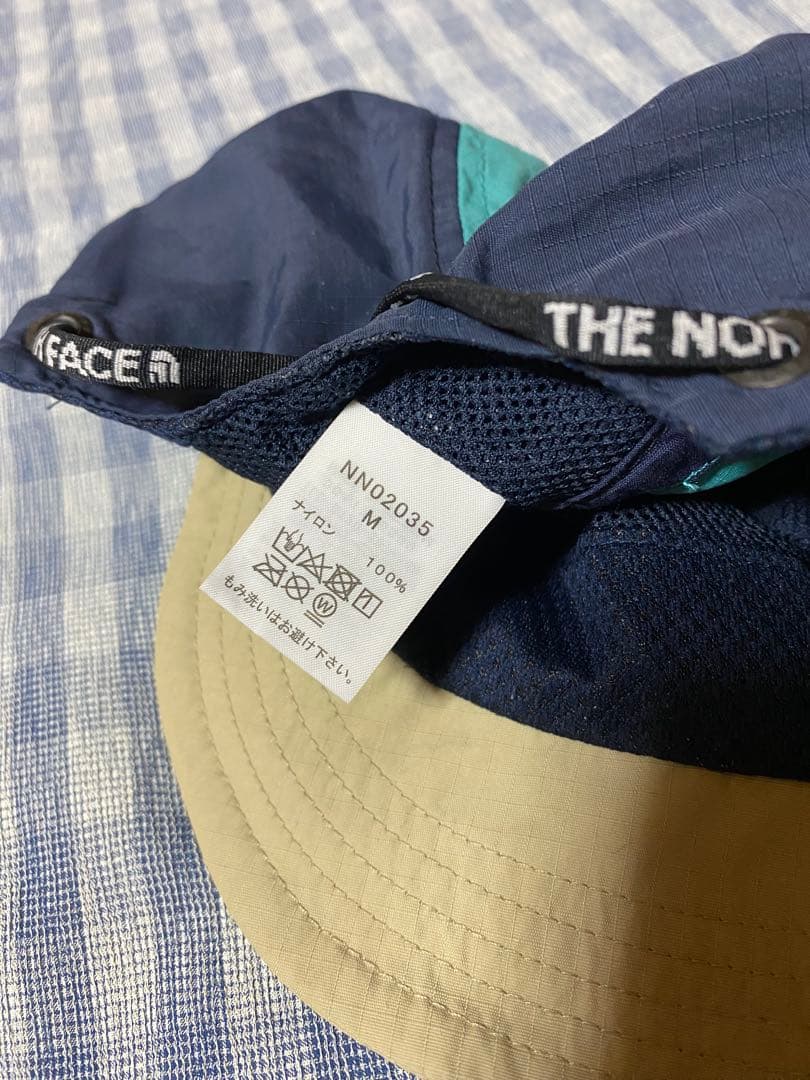 THE NOR
FACE
NN02035
M
ナイロン 100%
W
1
もみ洗いはお避け下さい。